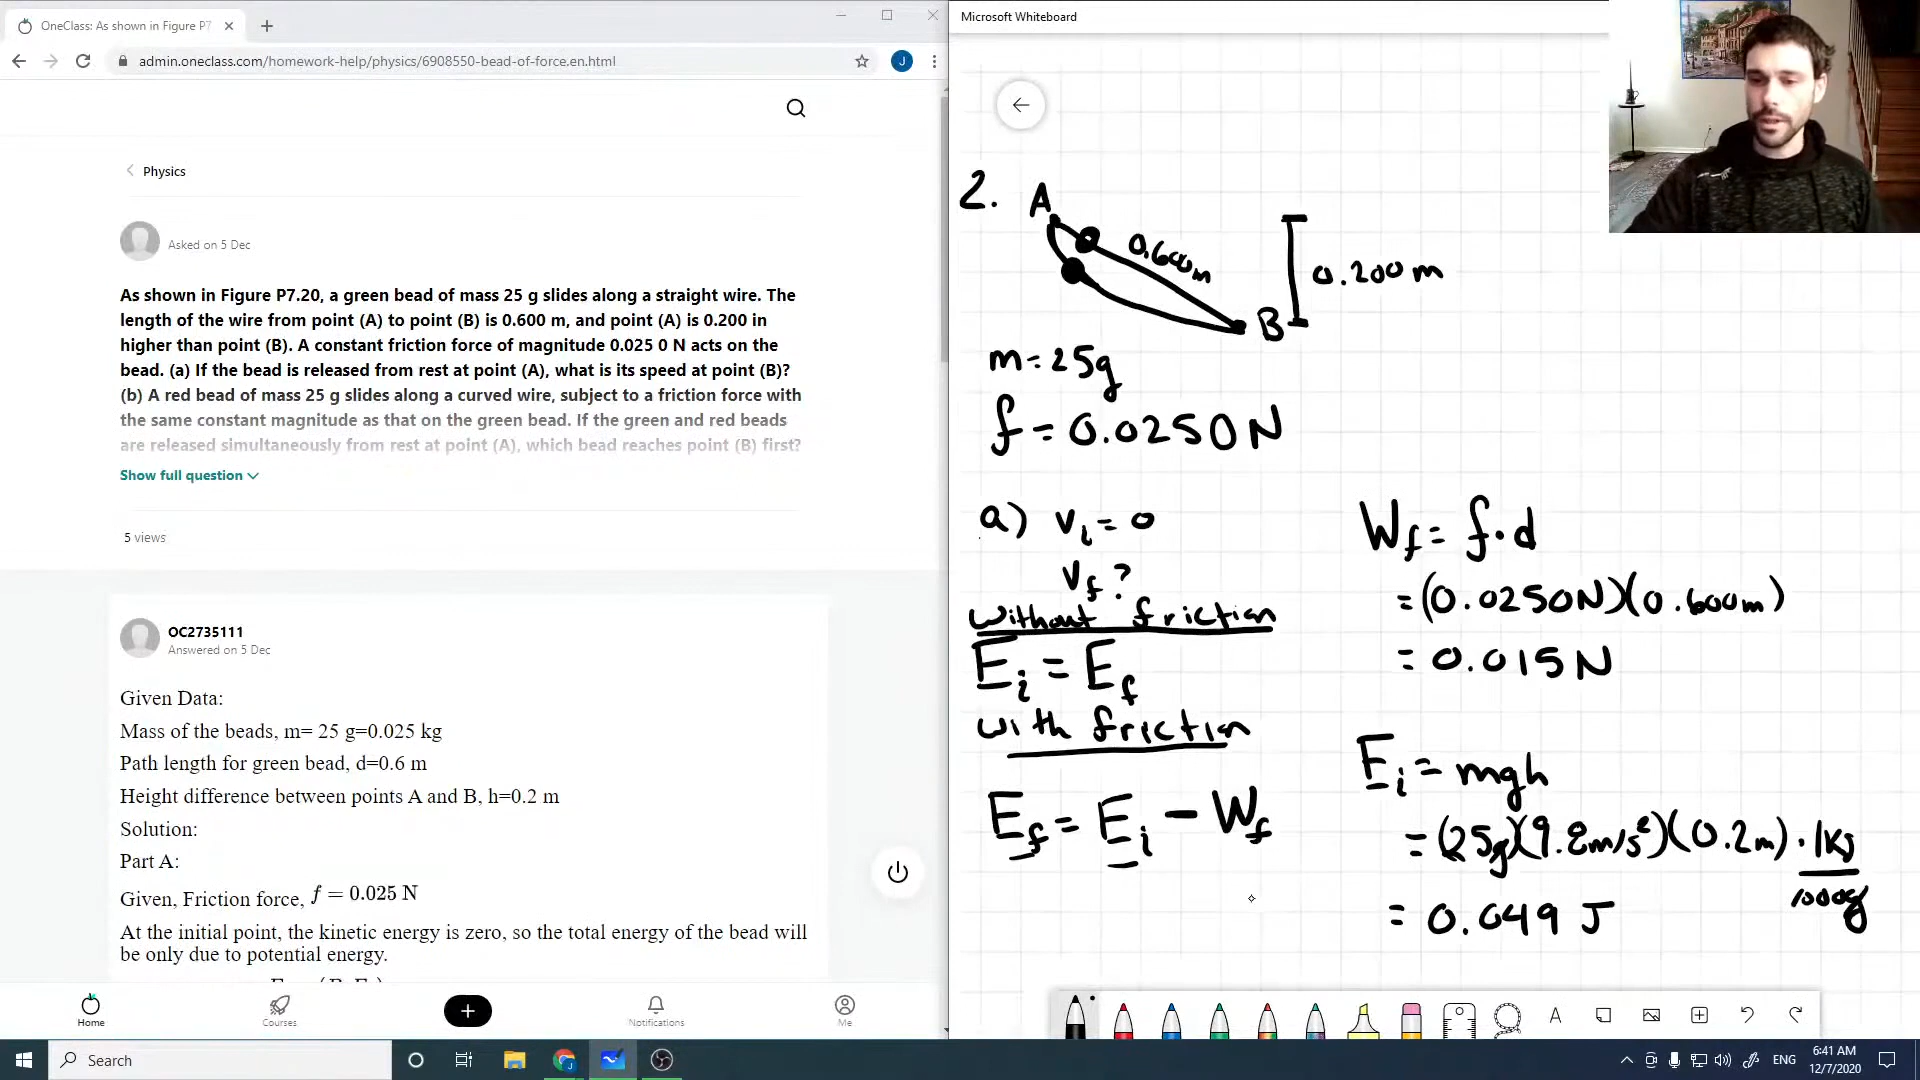 OneClass: As shown in Figure P7
admin.oneclass.com/homework-help/physics/6908550-bead-of-force.en.html
J
Physics
Asked on 5 Dec
As shown in Figure P7.20, a green bead of mass 25 g slides along a straight wire. The
length of the wire from point (A) to point (B) is 0.600 m, and point (A) is 0.200 in
higher than point (B). A constant friction force of magnitude 0.025 0 N acts on the
bead. (a) If the bead is released from rest at point (A), what is its speed at point (B)?
(b) A red bead of mass 25 g slides along a curved wire, subject to a friction force with
the same constant magnitude as that on the green bead. If the green and red beads
are released simultaneously from rest at point (A), which bead reaches point (B) first?
Show full question
5 views
OC2735111
Answered on 5 Dec
Given Data:
Mass of the beads, m= 25 g=0.025 kg
Path length for green bead, d=0.6 m
Height difference between points A and B, h=0.2 m
Solution:
Part A:
Given, Friction force, f = 0.025 N
At the initial point, the kinetic energy is zero, so the total energy of the bead will
be only due to potential energy.
Home
Courses
Notifications
Me
Microsoft Whiteboard
2.
A
0.600m
0.200 m
B
m=25g
f = 0.0250N
a) vᵢ = 0
v_f ?
without friction
Eᵢ = E_f
with friction
E_f = Eᵢ - W_f
W_f = f·d
= (0.0250N)(0.600m)
= 0.015 N
Eᵢ = mgh
= (25g)(9.8m/s²)(0.2m) · 1kg
1000g
= 0.049 J
A
Search
J
ENG
6:41 AM
12/7/2020